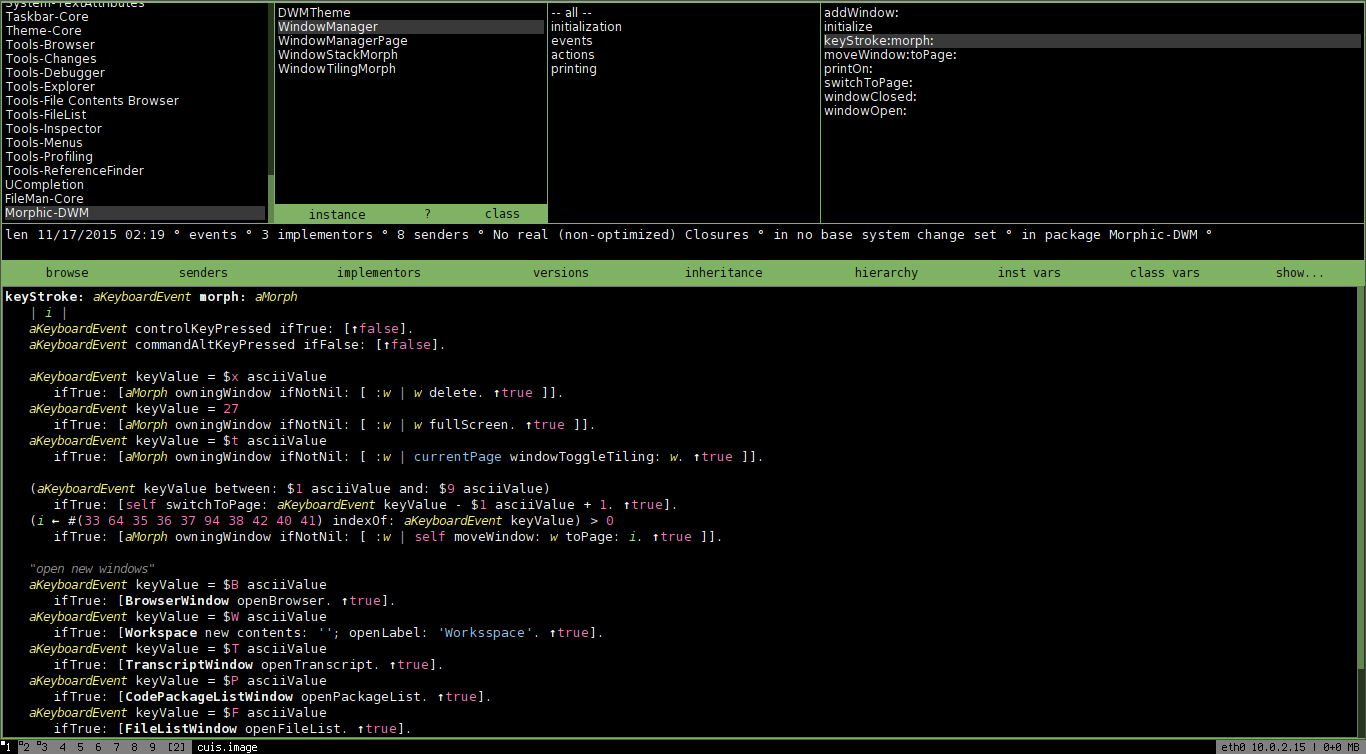 System-TextAttributes
Taskbar-Core
Theme-Core
Tools-Browser
Tools-Changes
Tools-Debugger
Tools-Explorer
Tools-File Contents Browser
Tools-FileList
Tools-Inspector
Tools-Menus
Tools-Profiling
Tools-ReferenceFinder
UCompletion
FileMan-Core
Morphic-DWM
DWMTheme
WindowManager
WindowManagerPage
WindowStackMorph
WindowTilingMorph
instance ? class
-- all --
initialization
events
actions
printing
addWindow:
initialize
keyStroke:morph:
moveWindow:toPage:
printOn:
switchToPage:
windowClosed:
windowOpen:
len 11/17/2015 02:19 ° events ° 3 implementors ° 8 senders ° No real (non-optimized) Closures ° in no base system change set ° in package Morphic-DWM °
browse senders implementors versions inheritance hierarchy inst vars class vars show...
keyStroke: aKeyboardEvent morph: aMorph
| i |
aKeyboardEvent controlKeyPressed ifTrue: [↑false].
aKeyboardEvent commandAltKeyPressed ifFalse: [↑false].
aKeyboardEvent keyValue = $x asciiValue
ifTrue: [aMorph owningWindow ifNotNil: [ :w | w delete. ↑true ]].
aKeyboardEvent keyValue = 27
ifTrue: [aMorph owningWindow ifNotNil: [ :w | w fullScreen. ↑true ]].
aKeyboardEvent keyValue = $t asciiValue
ifTrue: [aMorph owningWindow ifNotNil: [ :w | currentPage windowToggleTiling: w. ↑true ]].
(aKeyboardEvent keyValue between: $1 asciiValue and: $9 asciiValue)
ifTrue: [self switchToPage: aKeyboardEvent keyValue - $1 asciiValue + 1. ↑true].
(i ← #(33 64 35 36 37 94 38 42 40 41) indexOf: aKeyboardEvent keyValue) > 0
ifTrue: [aMorph owningWindow ifNotNil: [ :w | self moveWindow: w toPage: i. ↑true ]].
"open new windows"
aKeyboardEvent keyValue = $B asciiValue
ifTrue: [BrowserWindow openBrowser. ↑true].
aKeyboardEvent keyValue = $W asciiValue
ifTrue: [Workspace new contents: ''; openLabel: 'Worksspace'. ↑true].
aKeyboardEvent keyValue = $T asciiValue
ifTrue: [TranscriptWindow openTranscript. ↑true].
aKeyboardEvent keyValue = $P asciiValue
ifTrue: [CodePackageListWindow openPackageList. ↑true].
aKeyboardEvent keyValue = $F asciiValue
ifTrue: [FileListWindow openFileList. ↑true].
1 2 3 4 5 6 7 8 9 [2] cuis.image eth0 10.0.2.15 | 0+0 MB